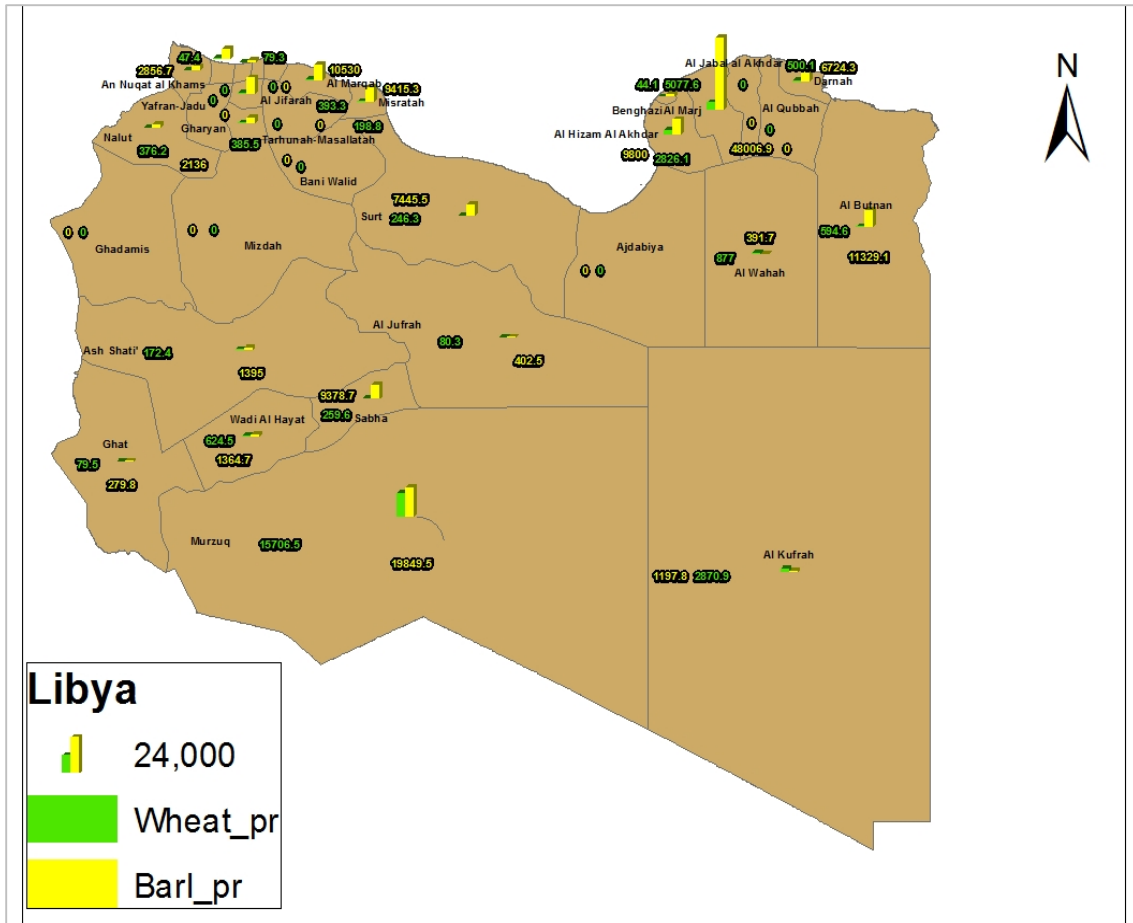 N
47.4
79.3
2856.7
10530
An Nuqat al Khams
Al Marqab
9415.3
0
0 0
Misratah
Yafran-Jadu
0
Al Jifarah
393.3
Nalut
Gharyan
0
0
0
198.8
376.2
385.5
Tarhunah-Masallatah
2136
0
0
Bani Walid
Al Jabal al Akhdar
500.1
6724.3
Darnah
44.1
5077.6
0
Benghazi
Al Marj
Al Qubbah
Al Hizam Al Akhdar
0
0
9800
2826.1
48006.9
0
7445.5
Surt
246.3
Al Butnan
594.6
11329.1
391.7
877
Al Wahah
0 0
Ghadamis
0 0
Mizdah
Ajdabiya
0 0
Al Jufrah
80.3
402.5
Ash Shati'
172.4
1395
9378.7
259.6
Sabha
Wadi Al Hayat
624.5
1364.7
Ghat
79.5
279.8
Murzuq
15706.5
19849.5
Al Kufrah
1197.8
2870.9
Libya
24,000
Wheat_pr
Barl_pr